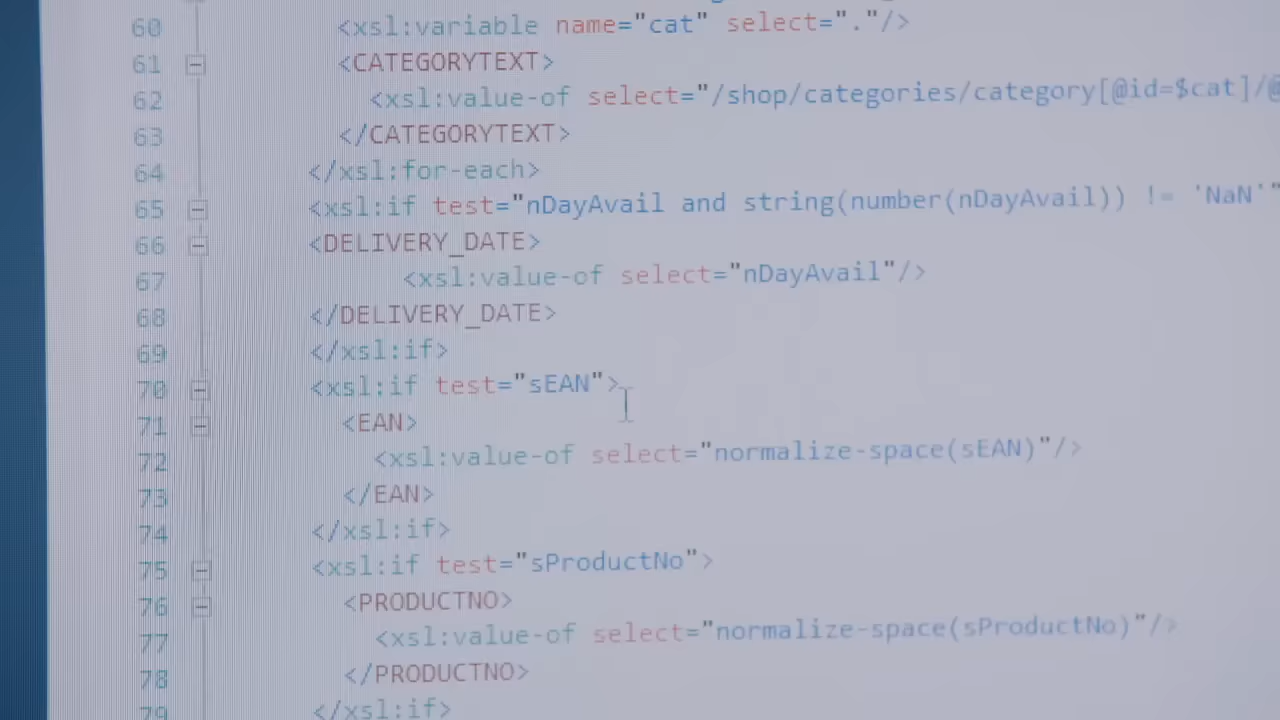 60 <xsl:variable name="cat" select="."/>
61 <CATEGORYTEXT>
62 <xsl:value-of select="/shop/categories/category[@id=$cat]/@
63 </CATEGORYTEXT>
64 </xsl:for-each>
65 <xsl:if test="nDayAvail and string(number(nDayAvail)) != 'NaN'"
66 <DELIVERY_DATE>
67 <xsl:value-of select="nDayAvail"/>
68 </DELIVERY_DATE>
69 </xsl:if>
70 <xsl:if test="sEAN">
71 <EAN>
72 <xsl:value-of select="normalize-space(sEAN)"/>
73 </EAN>
74 </xsl:if>
75 <xsl:if test="sProductNo">
76 <PRODUCTNO>
77 <xsl:value-of select="normalize-space(sProductNo)"/>
78 </PRODUCTNO>
79 </xsl:if>